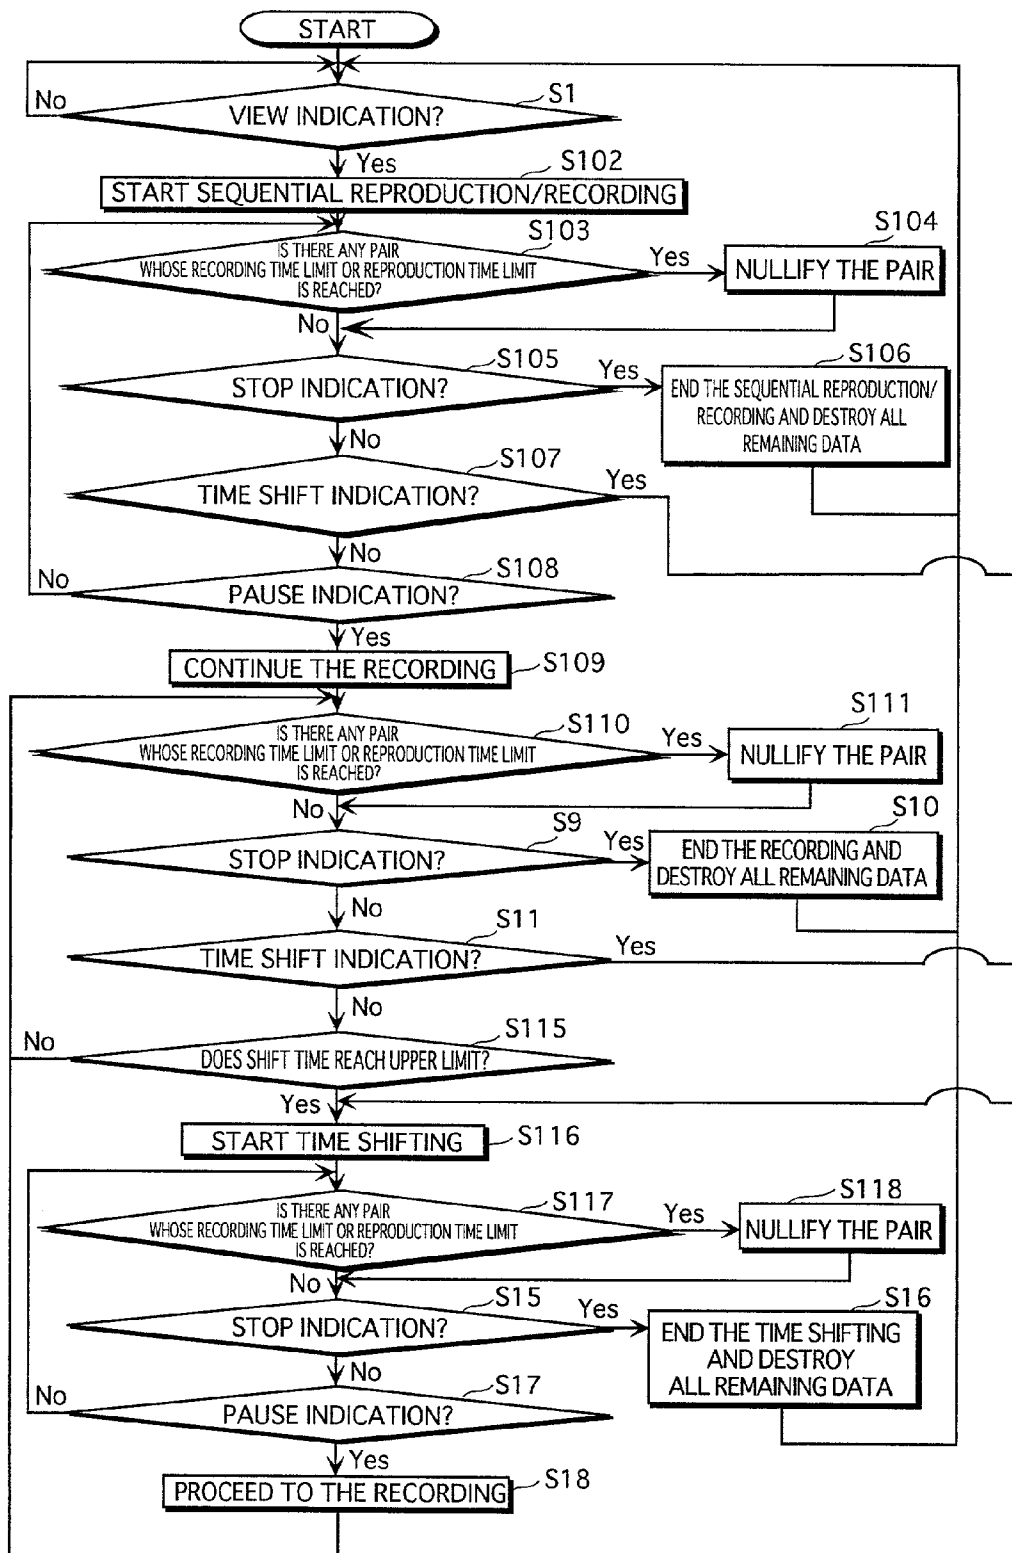 START
No
S1
VIEW INDICATION?
Yes
S102
START SEQUENTIAL REPRODUCTION/RECORDING
S103
S104
IS THERE ANY PAIR
WHOSE RECORDING TIME LIMIT OR REPRODUCTION TIME LIMIT
IS REACHED?
Yes
NULLIFY THE PAIR
No
S105
S106
STOP INDICATION?
Yes
END THE SEQUENTIAL REPRODUCTION/
RECORDING AND DESTROY ALL
REMAINING DATA
No
S107
TIME SHIFT INDICATION?
Yes
No
S108
No
PAUSE INDICATION?
Yes
CONTINUE THE RECORDING
S109
S110
S111
IS THERE ANY PAIR
WHOSE RECORDING TIME LIMIT OR REPRODUCTION TIME LIMIT
IS REACHED?
Yes
NULLIFY THE PAIR
No
S9
S10
STOP INDICATION?
Yes
END THE RECORDING AND
DESTROY ALL REMAINING DATA
No
S11
TIME SHIFT INDICATION?
Yes
No
S115
No
DOES SHIFT TIME REACH UPPER LIMIT?
Yes
START TIME SHIFTING
S116
S117
S118
IS THERE ANY PAIR
WHOSE RECORDING TIME LIMIT OR REPRODUCTION TIME LIMIT
IS REACHED?
Yes
NULLIFY THE PAIR
No
S15
S16
STOP INDICATION?
Yes
END THE TIME SHIFTING
AND DESTROY
ALL REMAINING DATA
No
S17
No
PAUSE INDICATION?
Yes
PROCEED TO THE RECORDING
S18